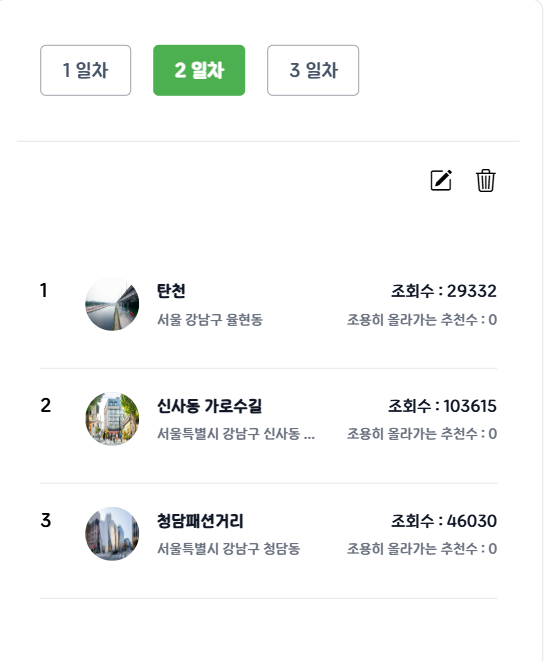 1 일차 2 일차 3 일차
1 탄천 조회수 : 29332
서울 강남구 율현동 조용히 올라가는 추천수 : 0
2 신사동 가로수길 조회수 : 103615
서울특별시 강남구 신사동 ... 조용히 올라가는 추천수 : 0
3 청담패션거리 조회수 : 46030
서울특별시 강남구 청담동 조용히 올라가는 추천수 : 0